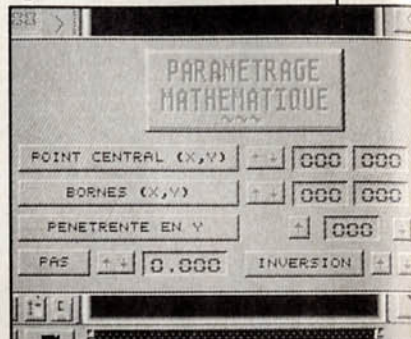 PARAMETRAGE
MATHEMATIQUE
~~~
POINT CENTRAL (X,Y) 000 000
BORNES (X,Y) 000 000
PENETRENTE EN Y 000
PAS 0.000 INVERSION